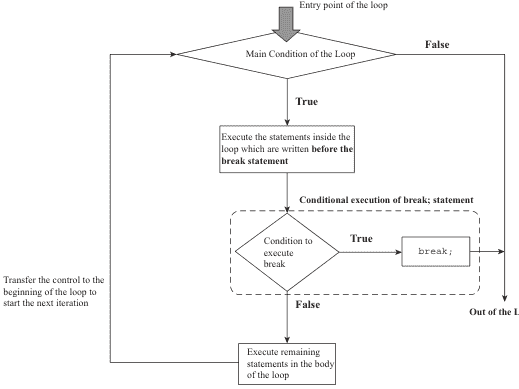 Entry point of the loop
Main Condition of the Loop
False
True
Execute the statements inside the
loop which are written before the
break statement
Conditional execution of break; statement
Condition to
execute
break
True
break;
False
Transfer the control to the
beginning of the loop to
start the next iteration
Out of the L
Execute remaining
statements in the body
of the loop